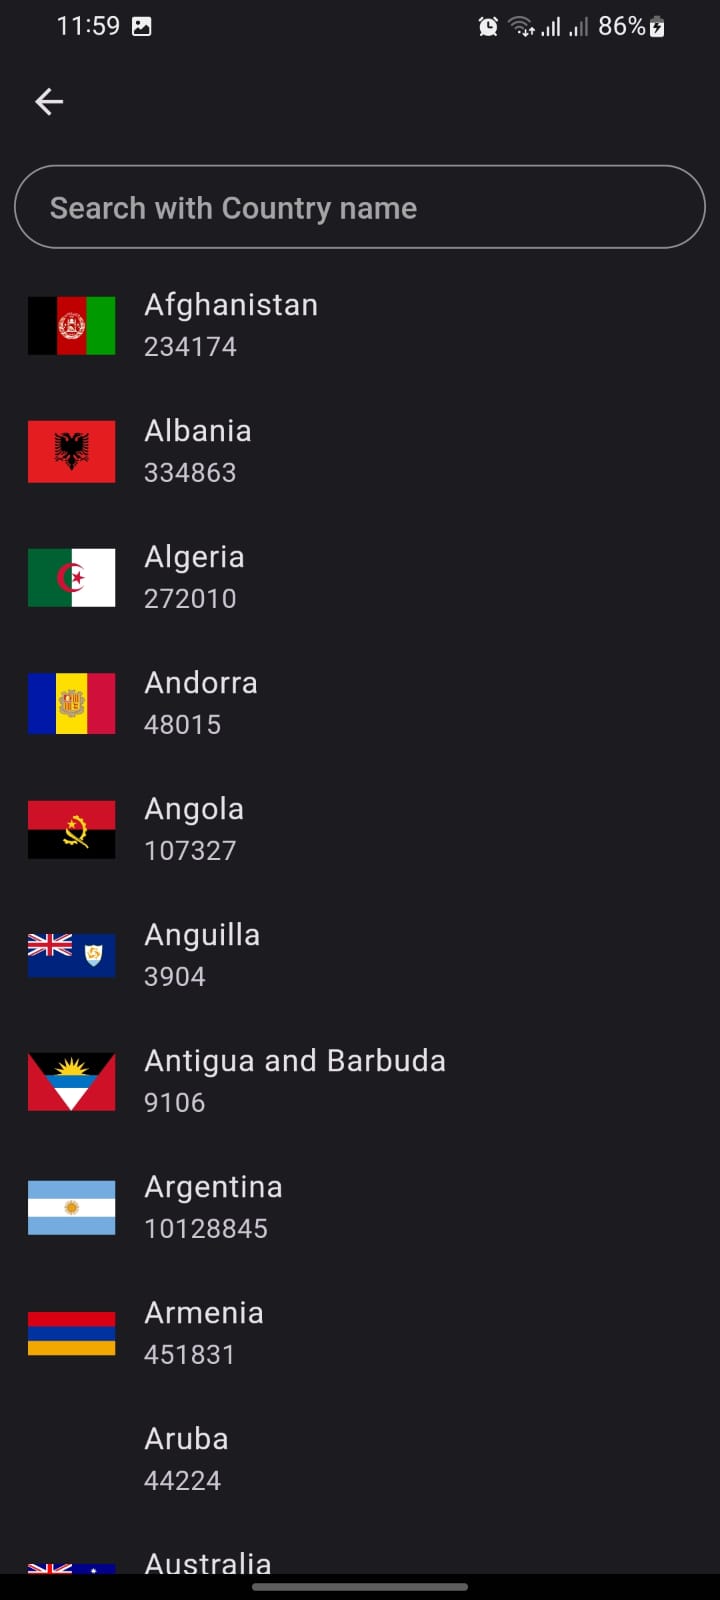 11:59 86%
Search with Country name
Afghanistan
234174
Albania
334863
Algeria
272010
Andorra
48015
Angola
107327
Anguilla
3904
Antigua and Barbuda
9106
Argentina
10128845
Armenia
451831
Aruba
44224
Australia